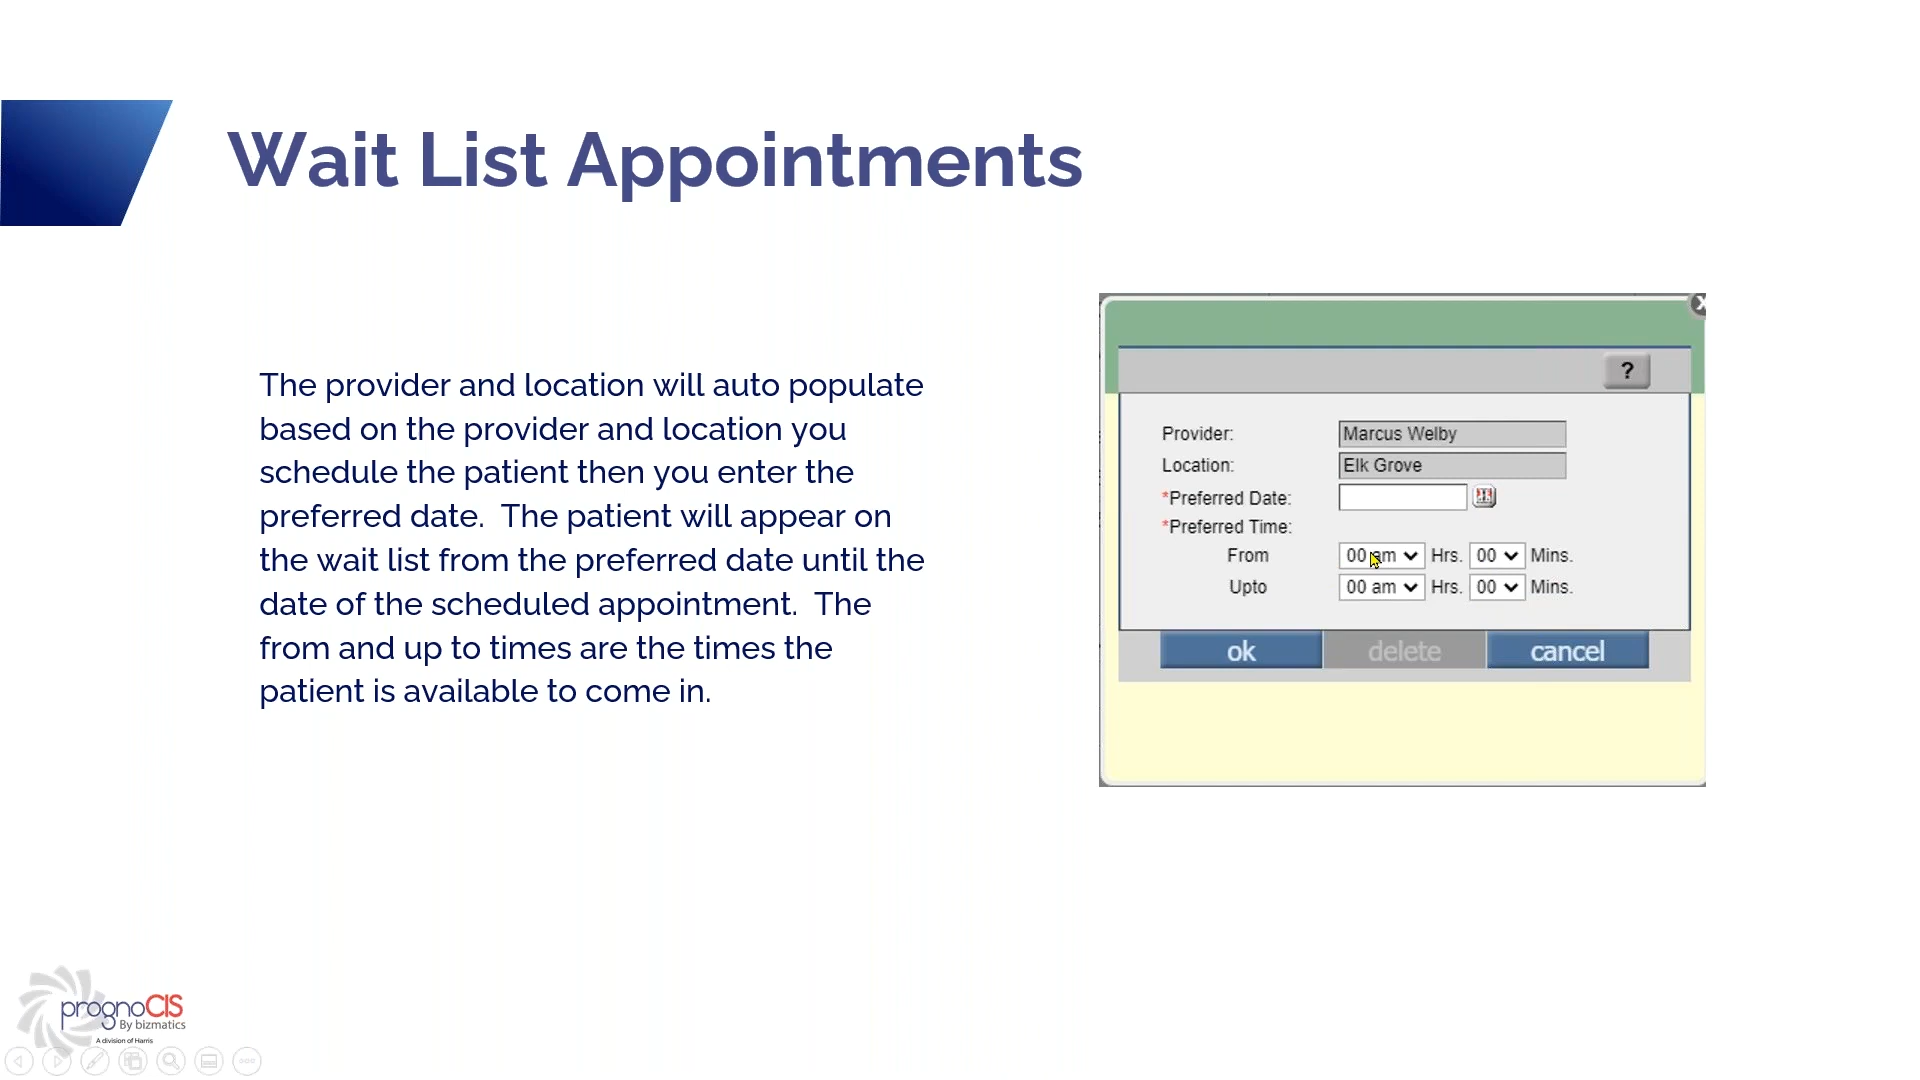 Wait List Appointments
The provider and location will auto populate
based on the provider and location you
schedule the patient then you enter the
preferred date.  The patient will appear on
the wait list from the preferred date until the
date of the scheduled appointment.  The
from and up to times are the times the
patient is available to come in.
?
Provider: Marcus Welby
Location: Elk Grove
*Preferred Date:
*Preferred Time:
From 00 am Hrs. 00 Mins.
Upto 00 am Hrs. 00 Mins.
ok delete cancel
prognoCIS
By bizmatics
A division of Harris